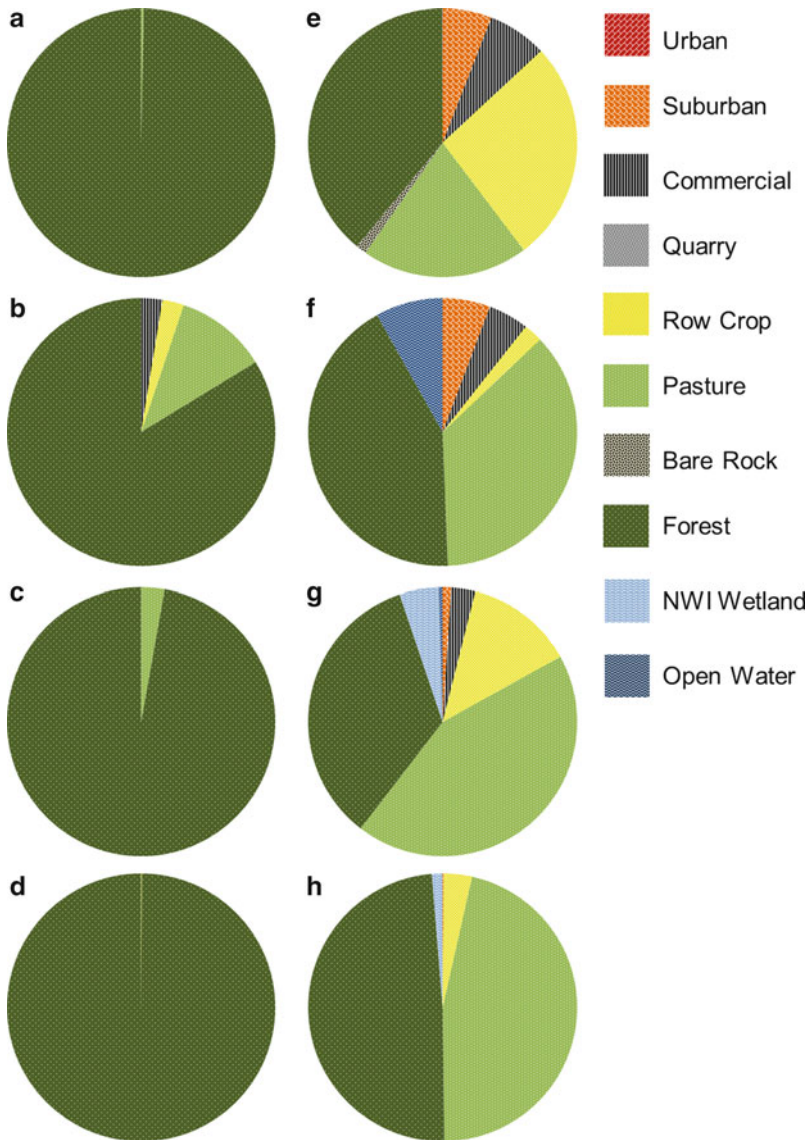 a
b
c
d
e
f
g
h
Urban
Suburban
Commercial
Quarry
Row Crop
Pasture
Bare Rock
Forest
NWI Wetland
Open Water